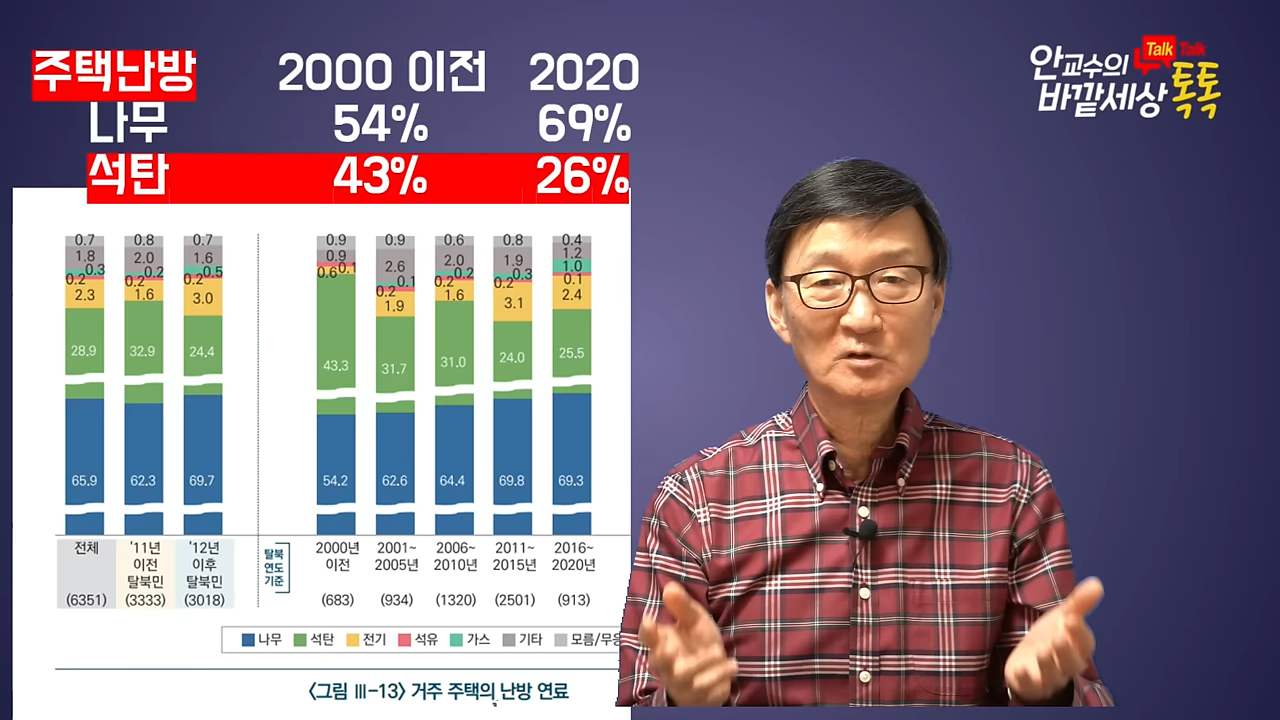 주택난방 2000 이전 2020
나무 54% 69%
석탄 43% 26%
안교수의 Talk Talk
바깥세상 톡톡
0.7 0.8 0.7 0.9 0.9 0.6 0.8 0.4
1.8 2.0 1.6 0.9 2.6 2.0 1.9 1.2
0.3 0.2 0.5 0.1 0.1 0.2 0.3 1.0
0.2 0.2 0.2 0.6 0.2 0.2 0.2 0.1
2.3 1.6 3.0 1.9 1.6 3.1 2.4
28.9 32.9 24.4 43.3 31.7 31.0 24.0 25.5
65.9 62.3 69.7 54.2 62.6 64.4 69.8 69.3
전체 '11년 '12년 탈북 2000년 2001~ 2006~ 2011~ 2016~
이전 이후 연도 이전 2005년 2010년 2015년 2020년
탈북민 탈북민 기준
(6351) (3333) (3018) (683) (934) (1320) (2501) (913)
나무 석탄 전기 석유 가스 기타 모름/무응
<그림 Ⅲ-13> 거주 주택의 난방 연료